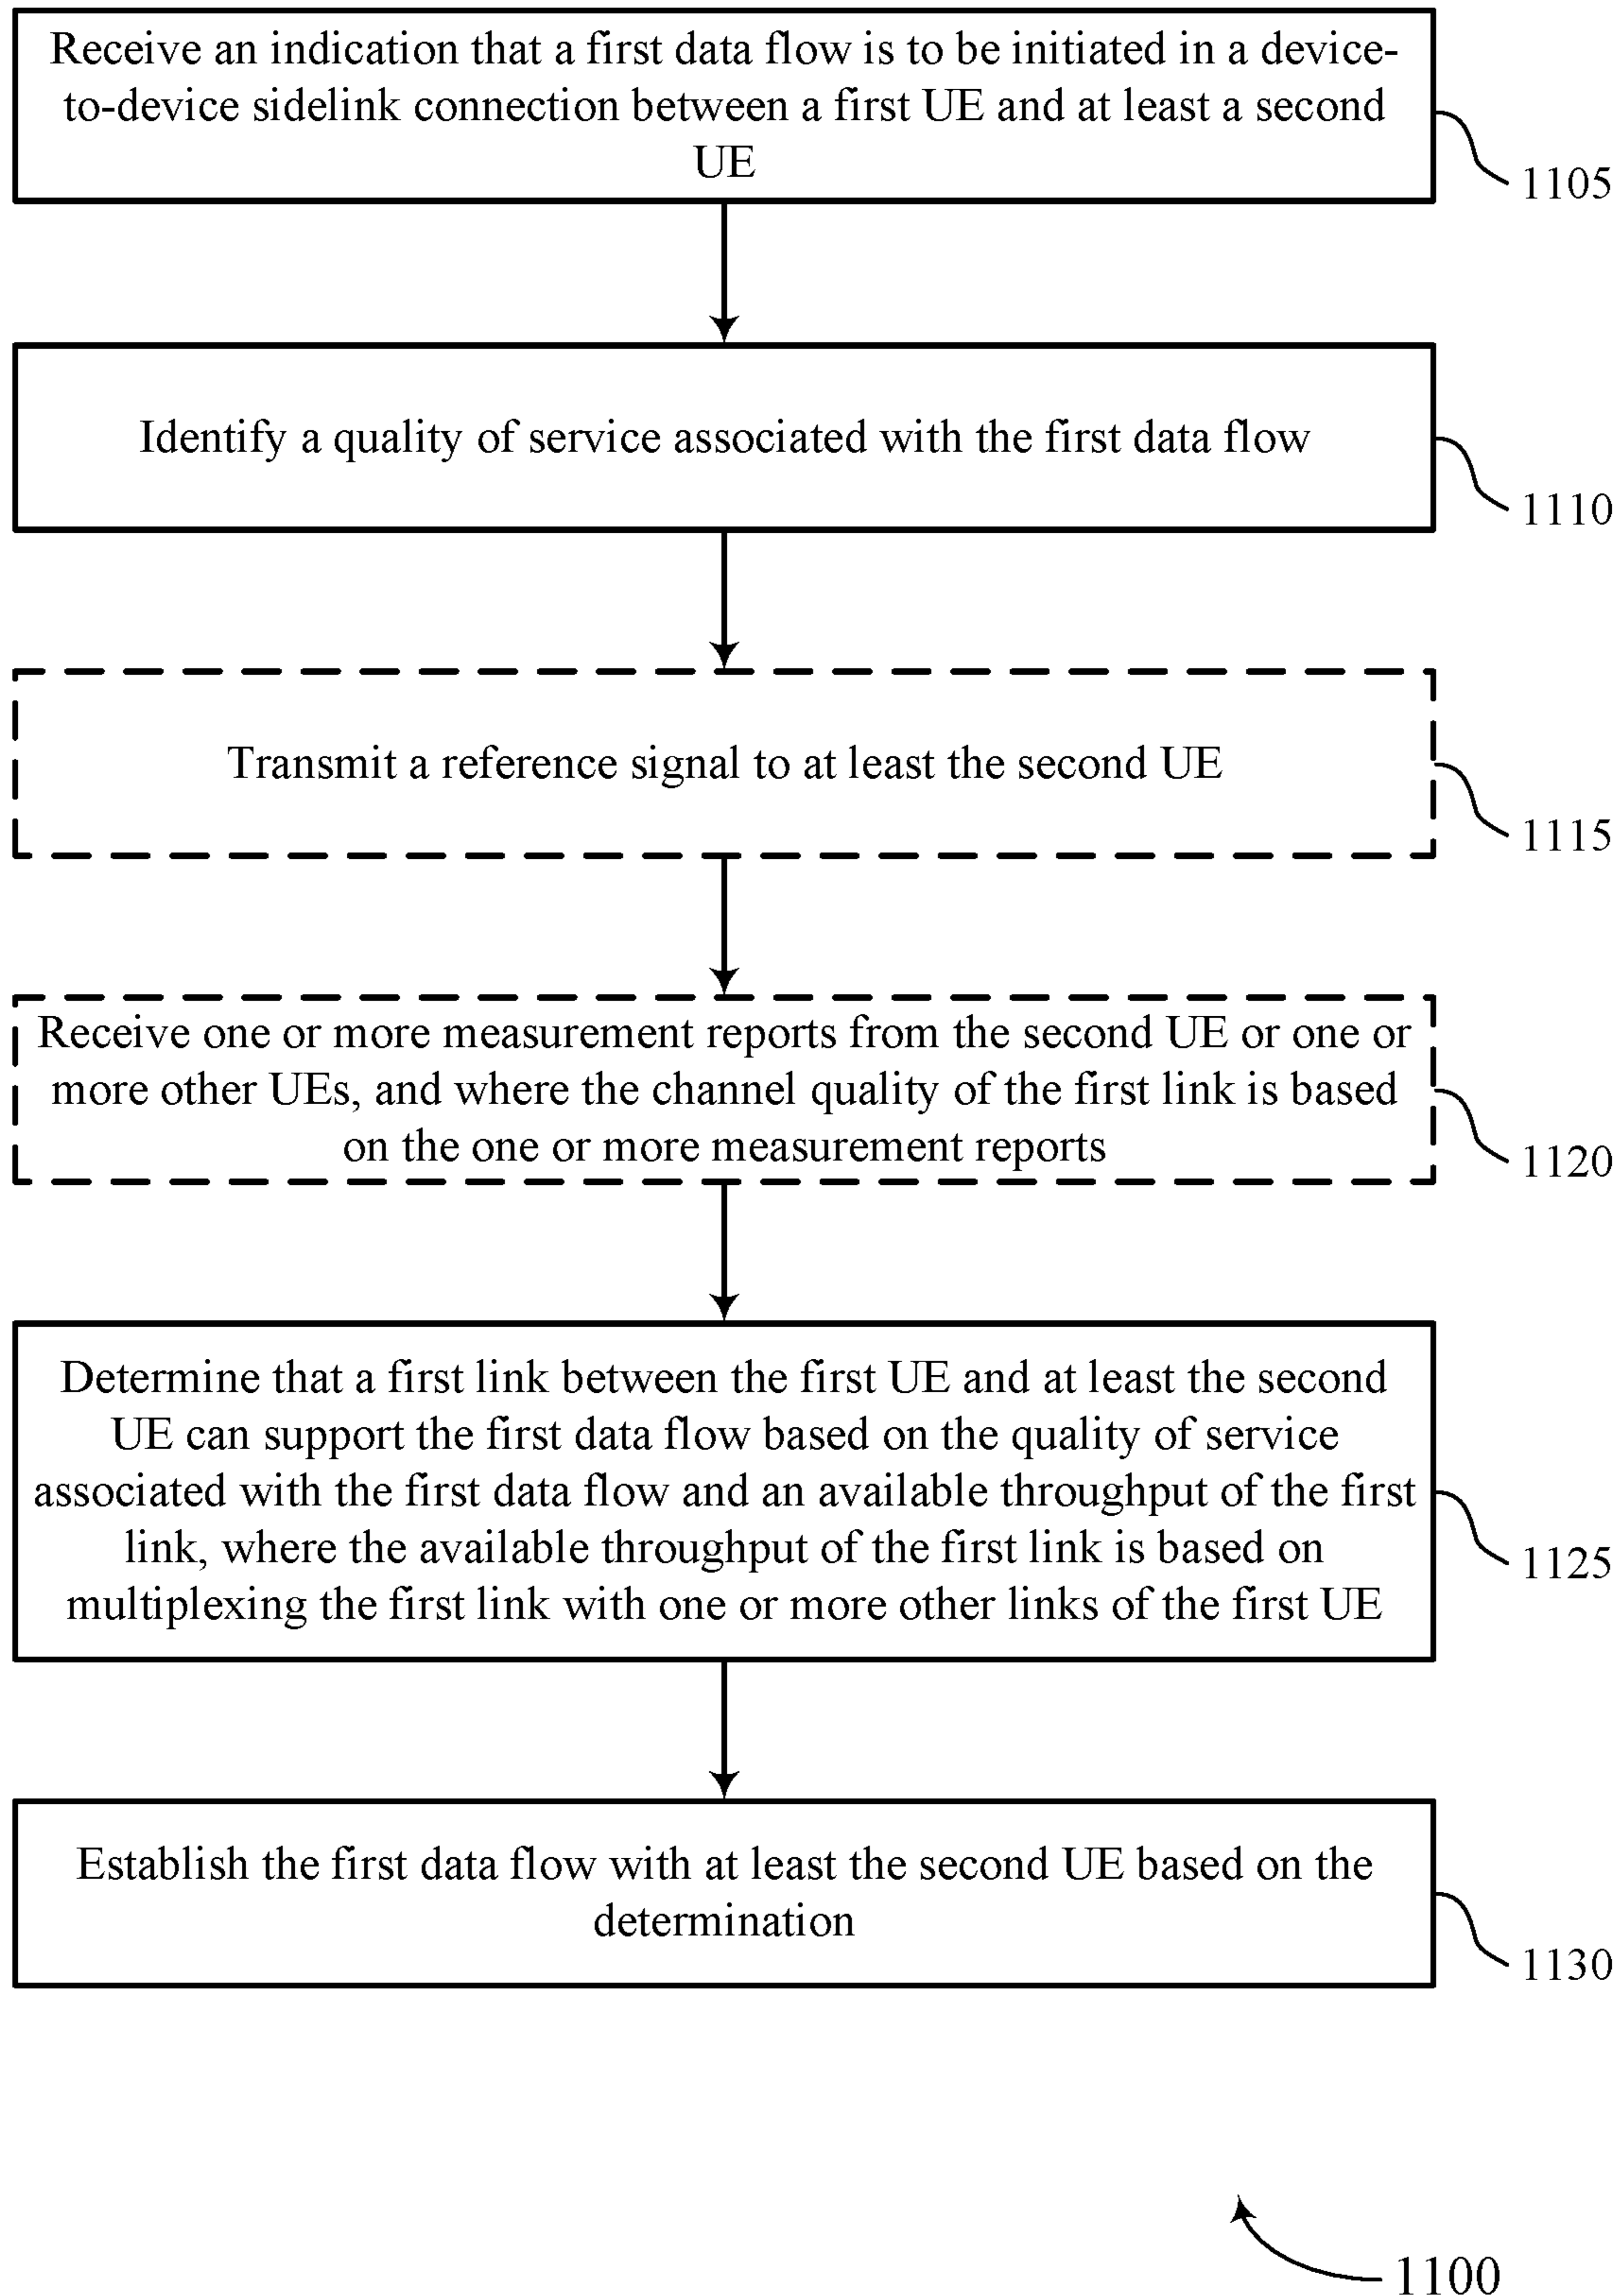 Receive an indication that a first data flow is to be initiated in a device-
to-device sidelink connection between a first UE and at least a second
UE
1105
Identify a quality of service associated with the first data flow
1110
Transmit a reference signal to at least the second UE
1115
Receive one or more measurement reports from the second UE or one or
more other UEs, and where the channel quality of the first link is based
on the one or more measurement reports
1120
Determine that a first link between the first UE and at least the second
UE can support the first data flow based on the quality of service
associated with the first data flow and an available throughput of the first
link, where the available throughput of the first link is based on
multiplexing the first link with one or more other links of the first UE
1125
Establish the first data flow with at least the second UE based on the
determination
1130
1100